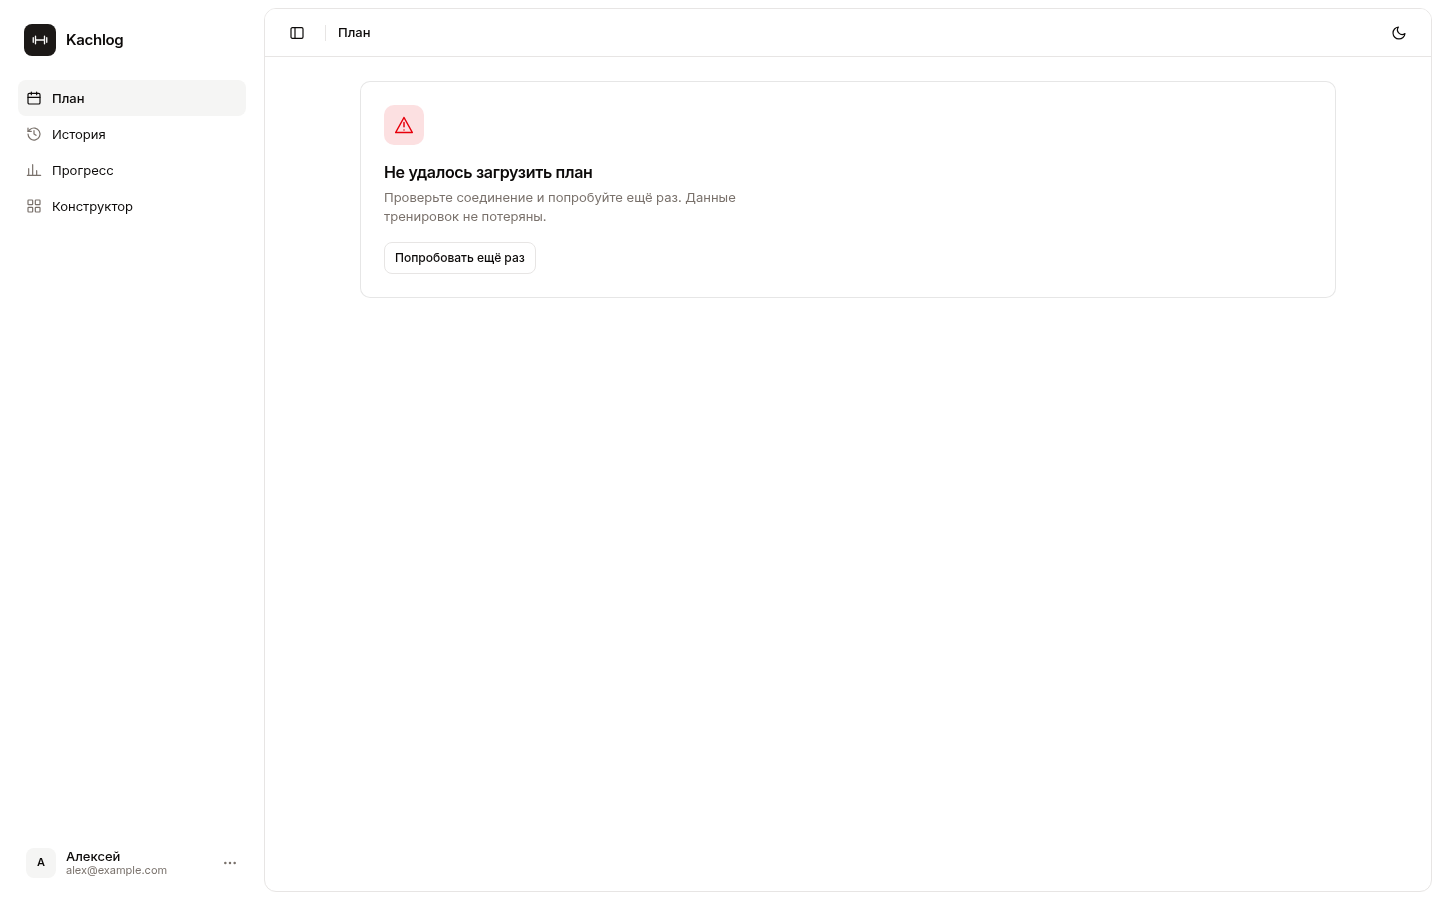 Kachlog
План
История
Прогресс
Конструктор
План
Не удалось загрузить план
Проверьте соединение и попробуйте ещё раз. Данные
тренировок не потеряны.
Попробовать ещё раз
А
Алексей
alex@example.com